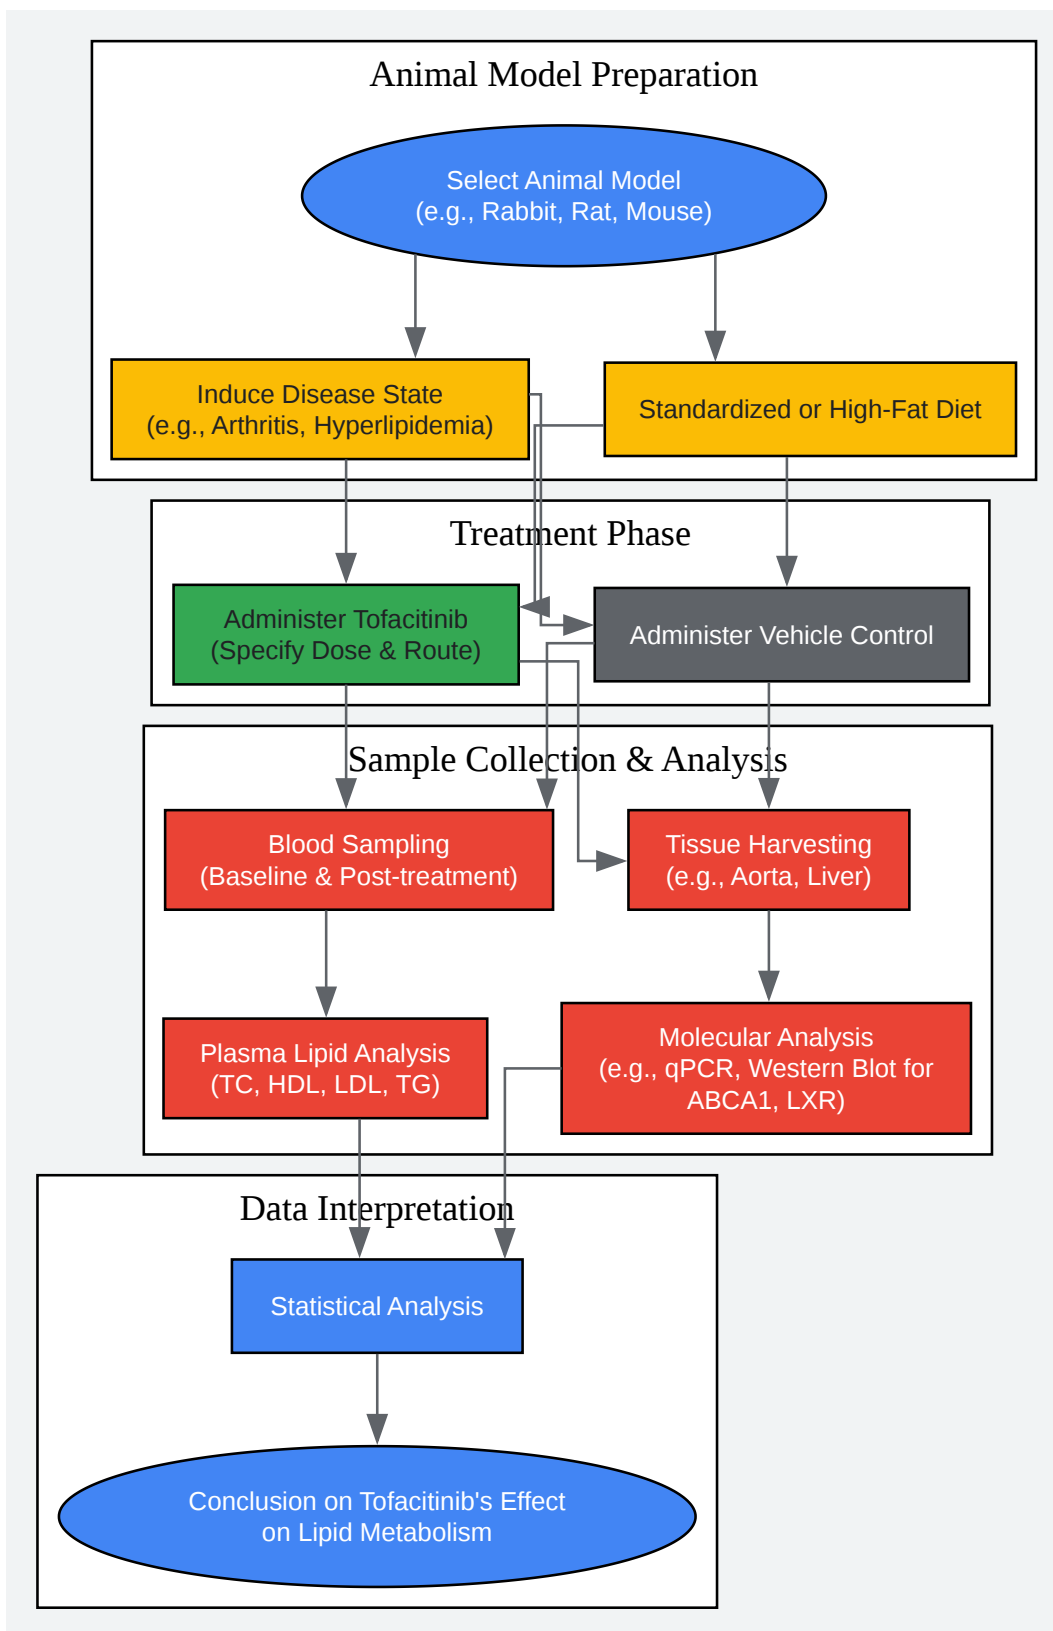 Animal Model Preparation
Select Animal Model
(e.g., Rabbit, Rat, Mouse)
Induce Disease State
(e.g., Arthritis, Hyperlipidemia)
Standardized or High-Fat Diet
Treatment Phase
Administer Tofacitinib
(Specify Dose & Route)
Administer Vehicle Control
Sample Collection & Analysis
Blood Sampling
(Baseline & Post-treatment)
Tissue Harvesting
(e.g., Aorta, Liver)
Plasma Lipid Analysis
(TC, HDL, LDL, TG)
Molecular Analysis
(e.g., qPCR, Western Blot for
ABCA1, LXR)
Data Interpretation
Statistical Analysis
Conclusion on Tofacitinib's Effect
on Lipid Metabolism